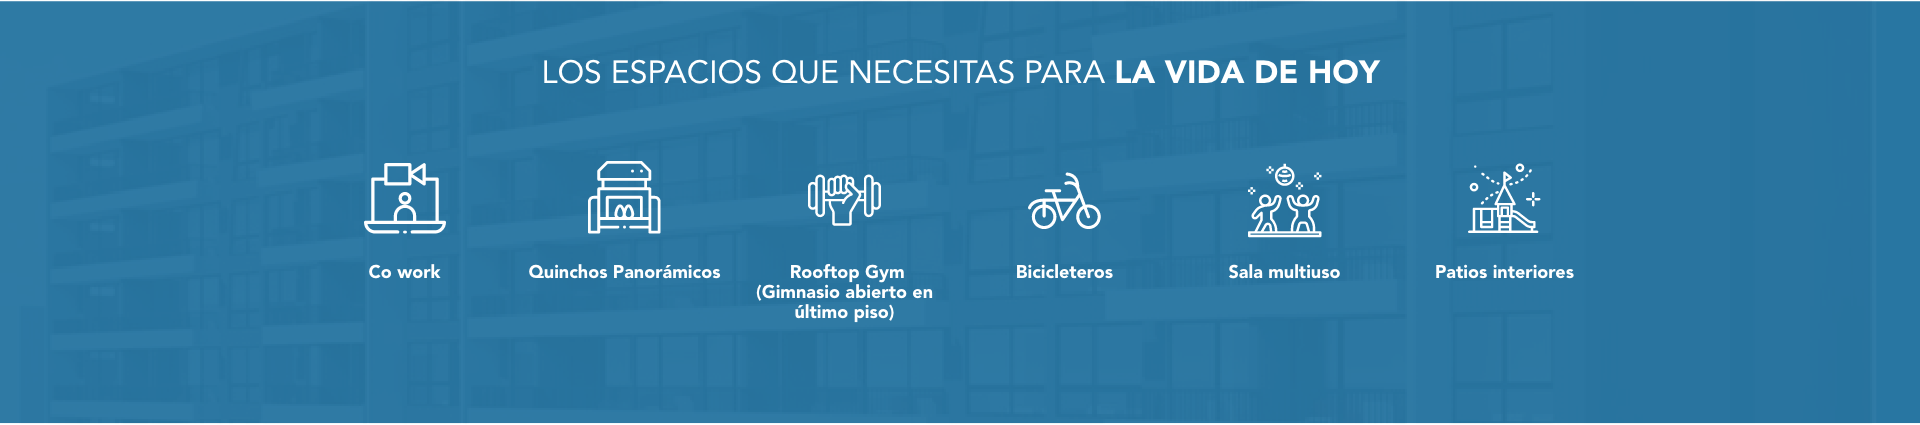 LOS ESPACIOS QUE NECESITAS PARA LA VIDA DE HOY
Co work
Quinchos Panorámicos
Rooftop Gym
(Gimnasio abierto en
último piso)
Bicicleteros
Sala multiuso
Patios interiores